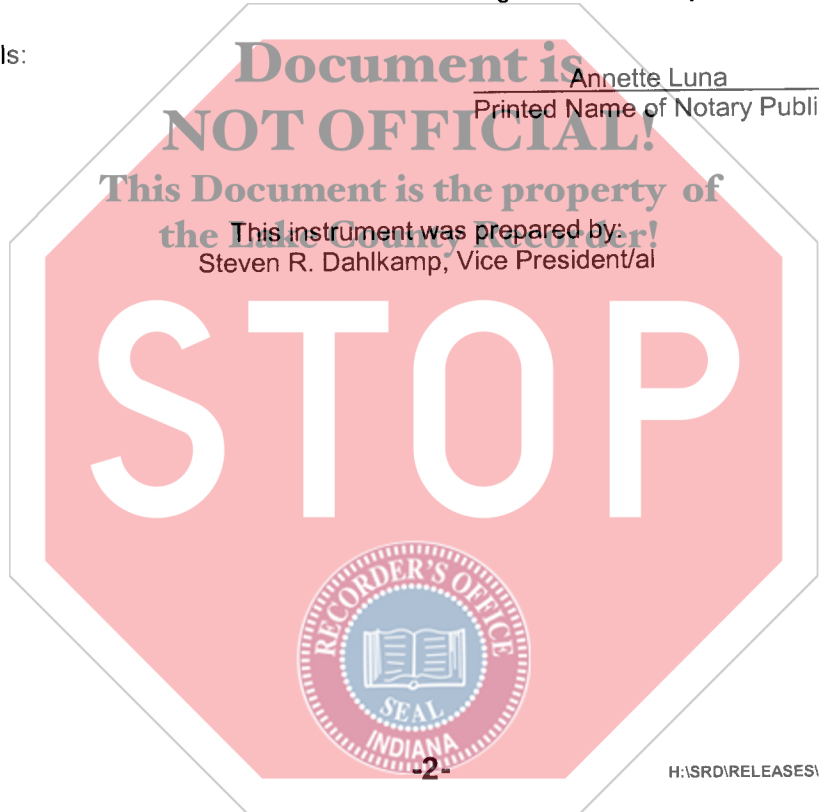 ls:
Document is
Annette Luna
Printed Name of Notary Publi
NOT OFFICIAL!
This Document is the property of
the Lake County Recorder!
This instrument was prepared by:
Steven R. Dahlkamp, Vice President/al
STOP
RECORDER'S OFFICE
SEAL
INDIANA
-2-
H:\SRD\RELEASES\